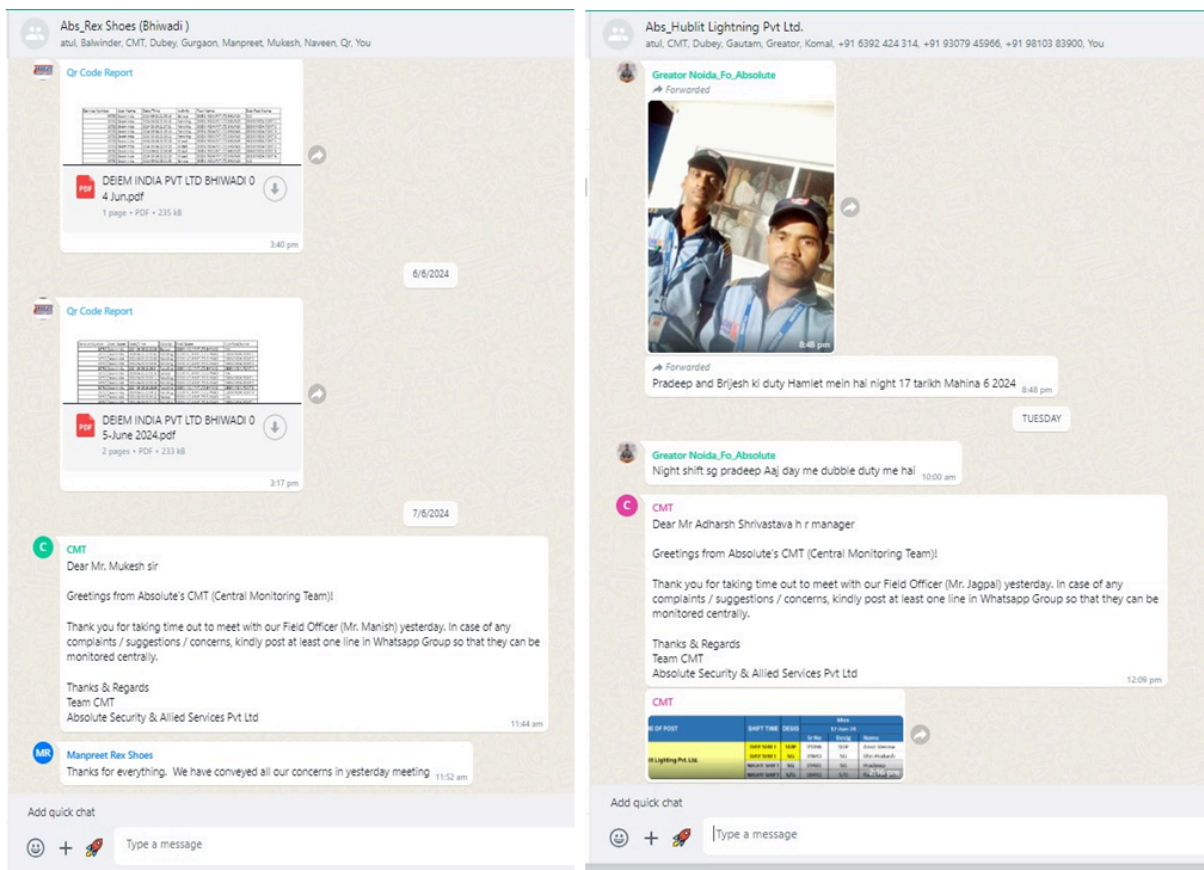 Abs_Rex Shoes (Bhiwadi )
atul, Balwinder, CMT, Dubey, Gurgaon, Manpreet, Mukesh, Naveen, Qr, You
Qr Code Report
PDF
DEIEM INDIA PVT LTD BHIWADI 0
4 Jun.pdf
1 page • PDF • 235 kB
3:40 pm
6/6/2024
Qr Code Report
PDF
DEIEM INDIA PVT LTD BHIWADI 0
5-June 2024.pdf
2 pages • PDF • 233 kB
3:17 pm
7/6/2024
C
CMT
Dear Mr. Mukesh sir
Greetings from Absolute's CMT (Central Monitoring Team)!
Thank you for taking time out to meet with our Field Officer (Mr. Manish) yesterday. In case of any
complaints / suggestions / concerns, kindly post at least one line in Whatsapp Group so that they can be
monitored centrally.
Thanks & Regards
Team CMT
Absolute Security & Allied Services Pvt Ltd
11:44 am
MR
Manpreet Rex Shoes
Thanks for everything. We have conveyed all our concerns in yesterday meeting 11:52 am
Add quick chat
Type a message
Abs_Hublit Lightning Pvt Ltd.
atul, CMT, Dubey, Gautam, Greator, Komal, +91 6392 424 314, +91 93079 45966, +91 98103 83900, You
Greator Noida_Fo_Absolute
Forwarded
8:48 pm
Forwarded
Pradeep and Brijesh ki duty Hamlet mein hai night 17 tarikh Mahina 6 2024 8:48 pm
TUESDAY
Greator Noida_Fo_Absolute
Night shift sg pradeep Aaj day me dubble duty me hai 10:00 am
C
CMT
Dear Mr Adharsh Shrivastava h r manager
Greetings from Absolute's CMT (Central Monitoring Team)!
Thank you for taking time out to meet with our Field Officer (Mr. Jagpal) yesterday. In case of any
complaints / suggestions / concerns, kindly post at least one line in Whatsapp Group so that they can be
monitored centrally.
Thanks & Regards
Team CMT
Absolute Security & Allied Services Pvt Ltd
12:09 pm
CMT
E OF POST SHIFT TIME DESIG
Sr No Desig Name
Add quick chat
Type a message